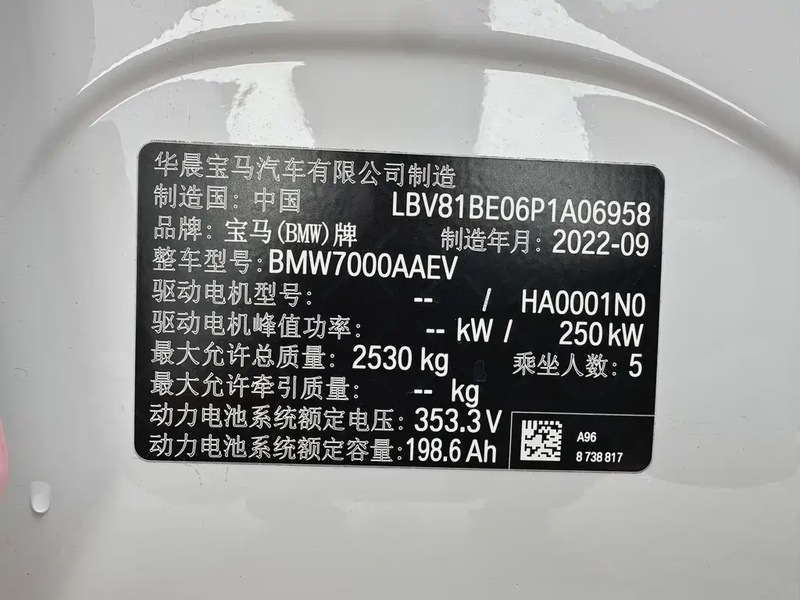 华晨宝马汽车有限公司制造
制造国: 中国 LBV81BE06P1A06958
品牌: 宝马(BMW)牌 制造年月: 2022-09
整车型号: BMW7000AAEV
驱动电机型号: -- / HA0001N0
驱动电机峰值功率: -- kW / 250 kW
最大允许总质量: 2530 kg 乘坐人数: 5
最大允许牵引质量: -- kg
动力电池系统额定电压: 353.3 V
动力电池系统额定容量: 198.6 Ah
A96
8 738 817